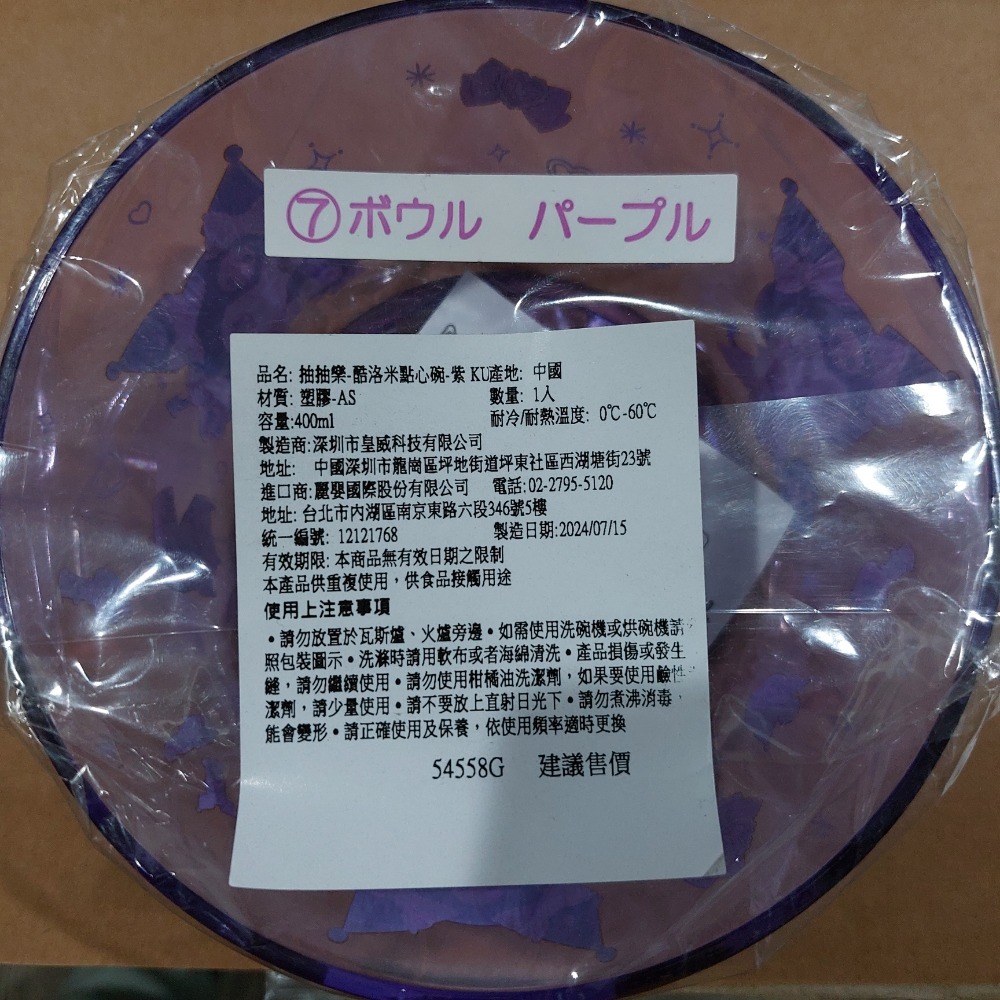 ⑦ボウル パープル
品名: 抽抽樂-酷洛米點心碗-紫 KU產地: 中國
材質: 塑膠-AS 數量: 1入
容量:400ml 耐冷/耐熱溫度: 0℃-60℃
製造商:深圳市皇威科技有限公司
地址: 中國深圳市龍崗區坪地街道坪東社區西湖塘街23號
進口商:麗嬰國際股份有限公司 電話:02-2795-5120
地址: 台北市內湖區南京東路六段346號5樓
統一編號: 12121768 製造日期:2024/07/15
有效期限: 本商品無有效日期之限制
本產品供重複使用，供食品接觸用途
使用上注意事項
•請勿放置於瓦斯爐、火爐旁邊•如需使用洗碗機或烘碗機請
照包裝圖示•洗滌時請用軟布或者海綿清洗•產品損傷或發生
縫，請勿繼續使用•請勿使用柑橘油洗潔劑，如果要使用鹼性
潔劑，請少量使用•請不要放上直射日光下•請勿煮沸消毒，
能會變形•請正確使用及保養，依使用頻率適時更換
54558G 建議售價